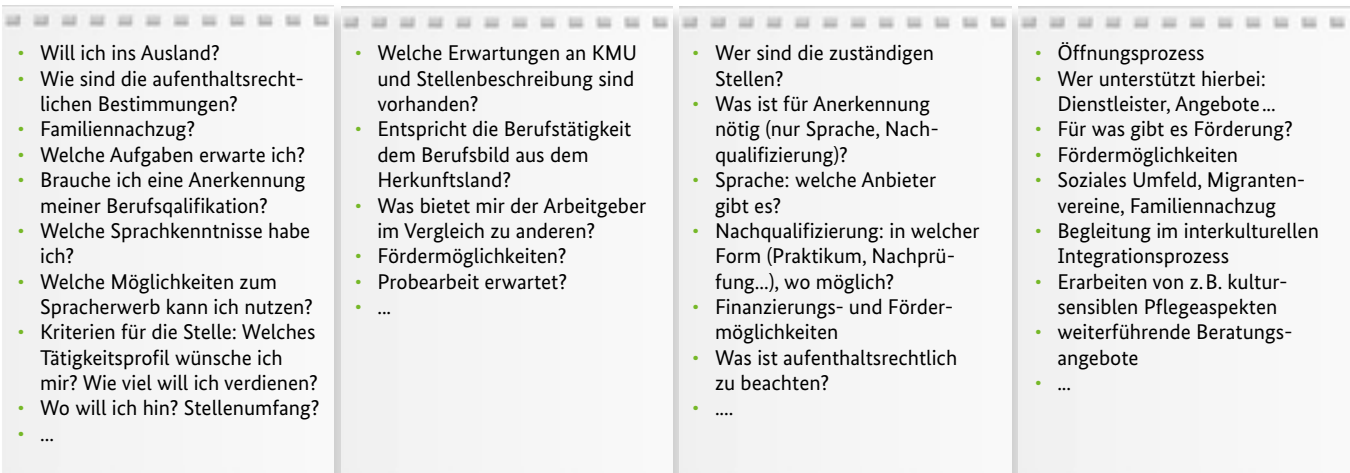 • Will ich ins Ausland?
• Wie sind die aufenthaltsrecht-
lichen Bestimmungen?
• Familiennachzug?
• Welche Aufgaben erwarte ich?
• Brauche ich eine Anerkennung
meiner Berufsqalifikation?
• Welche Sprachkenntnisse habe
ich?
• Welche Möglichkeiten zum
Spracherwerb kann ich nutzen?
• Kriterien für die Stelle: Welches
Tätigkeitsprofil wünsche ich
mir? Wie viel will ich verdienen?
• Wo will ich hin? Stellenumfang?
• ...
• Welche Erwartungen an KMU
und Stellenbeschreibung sind
vorhanden?
• Entspricht die Berufstätigkeit
dem Berufsbild aus dem
Herkunftsland?
• Was bietet mir der Arbeitgeber
im Vergleich zu anderen?
• Fördermöglichkeiten?
• Probearbeit erwartet?
• ...
• Wer sind die zuständigen
Stellen?
• Was ist für Anerkennung
nötig (nur Sprache, Nach-
qualifizierung)?
• Sprache: welche Anbieter
gibt es?
• Nachqualifizierung: in welcher
Form (Praktikum, Nachprü-
fung...), wo möglich?
• Finanzierungs- und Förder-
möglichkeiten
• Was ist aufenthaltsrechtlich
zu beachten?
• ....
• Öffnungsprozess
• Wer unterstützt hierbei:
Dienstleister, Angebote ...
• Für was gibt es Förderung?
• Fördermöglichkeiten
• Soziales Umfeld, Migranten-
vereine, Familiennachzug
• Begleitung im interkulturellen
Integrationsprozess
• Erarbeiten von z. B. kultur-
sensiblen Pflegeaspekten
• weiterführende Beratungs-
angebote
• ...